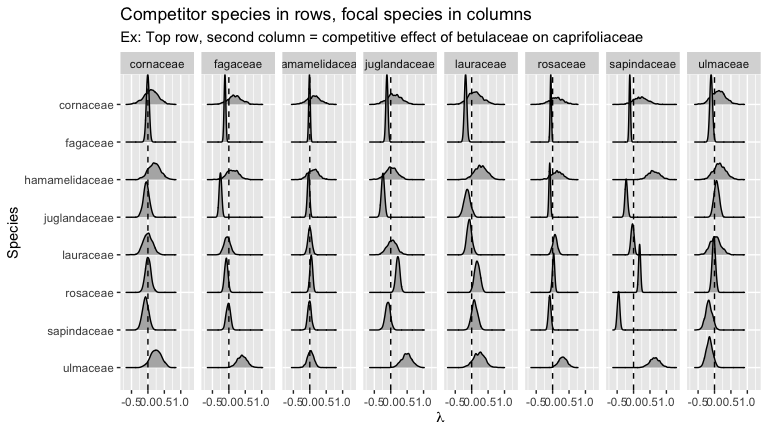 Competitor species in rows, focal species in columns
Ex: Top row, second column = competitive effect of betulaceae on caprifoliaceae
cornaceae fagaceae amamelidacea juglandaceae lauraceae rosaceae sapindaceae ulmaceae
cornaceae
fagaceae
hamamelidaceae
juglandaceae
lauraceae
rosaceae
sapindaceae
ulmaceae
Species
-0.50.00.51.0 -0.50.00.51.0 -0.50.00.51.0 -0.50.00.51.0 -0.50.00.51.0 -0.50.00.51.0 -0.50.00.51.0 -0.50.00.51.0
λ